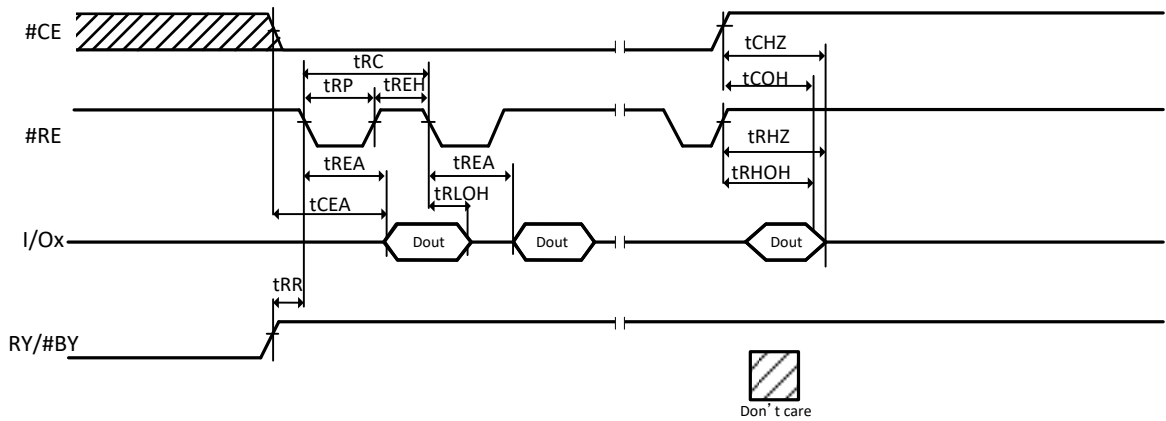 #CE
tCHZ
tRC
tCOH
tRP tREH
#RE
tRHZ
tREA tREA
tRHOH
tRLOH
tCEA
I/Ox Dout Dout Dout
tRR
RY/#BY
Don't care